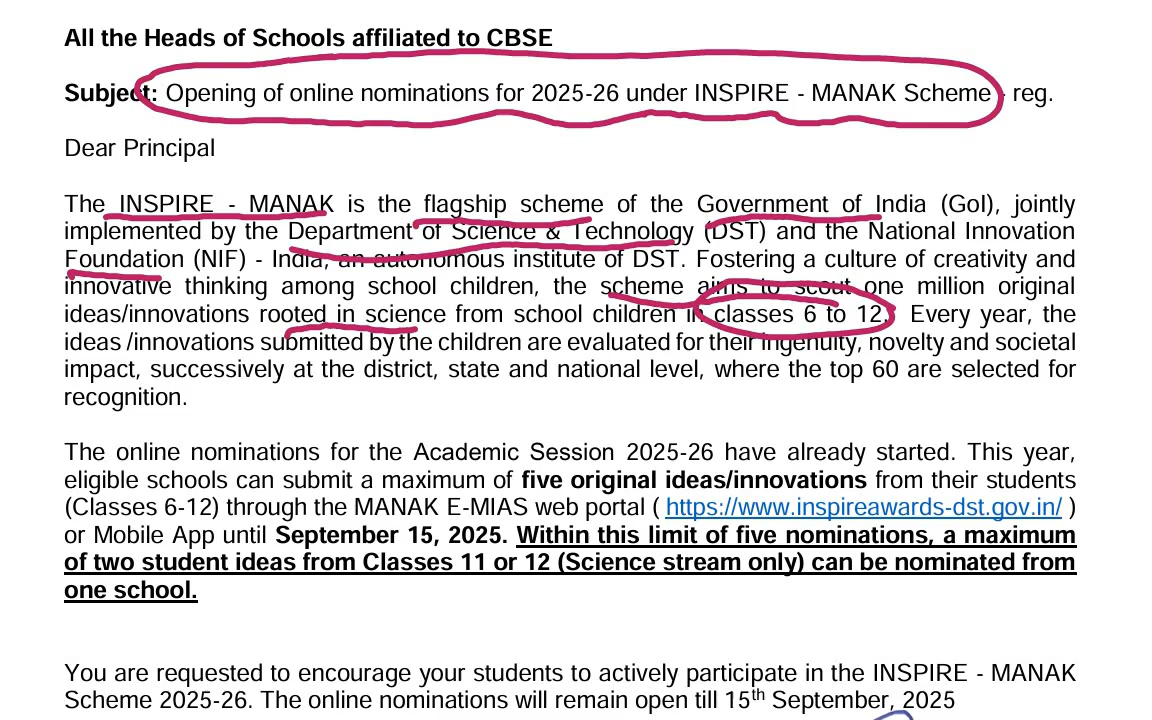 All the Heads of Schools affiliated to CBSE
Subject: Opening of online nominations for 2025-26 under INSPIRE - MANAK Scheme - reg.
Dear Principal
The INSPIRE - MANAK is the flagship scheme of the Government of India (GoI), jointly
implemented by the Department of Science & Technology (DST) and the National Innovation
Foundation (NIF) - India, an autonomous institute of DST. Fostering a culture of creativity and
innovative thinking among school children, the scheme aims to scout one million original
ideas/innovations rooted in science from school children in classes 6 to 12. Every year, the
ideas /innovations submitted by the children are evaluated for their ingenuity, novelty and societal
impact, successively at the district, state and national level, where the top 60 are selected for
recognition.
The online nominations for the Academic Session 2025-26 have already started. This year,
eligible schools can submit a maximum of five original ideas/innovations from their students
(Classes 6-12) through the MANAK E-MIAS web portal ( https://www.inspireawards-dst.gov.in/ )
or Mobile App until September 15, 2025. Within this limit of five nominations, a maximum
of two student ideas from Classes 11 or 12 (Science stream only) can be nominated from
one school.
You are requested to encourage your students to actively participate in the INSPIRE - MANAK
Scheme 2025-26. The online nominations will remain open till 15th September, 2025